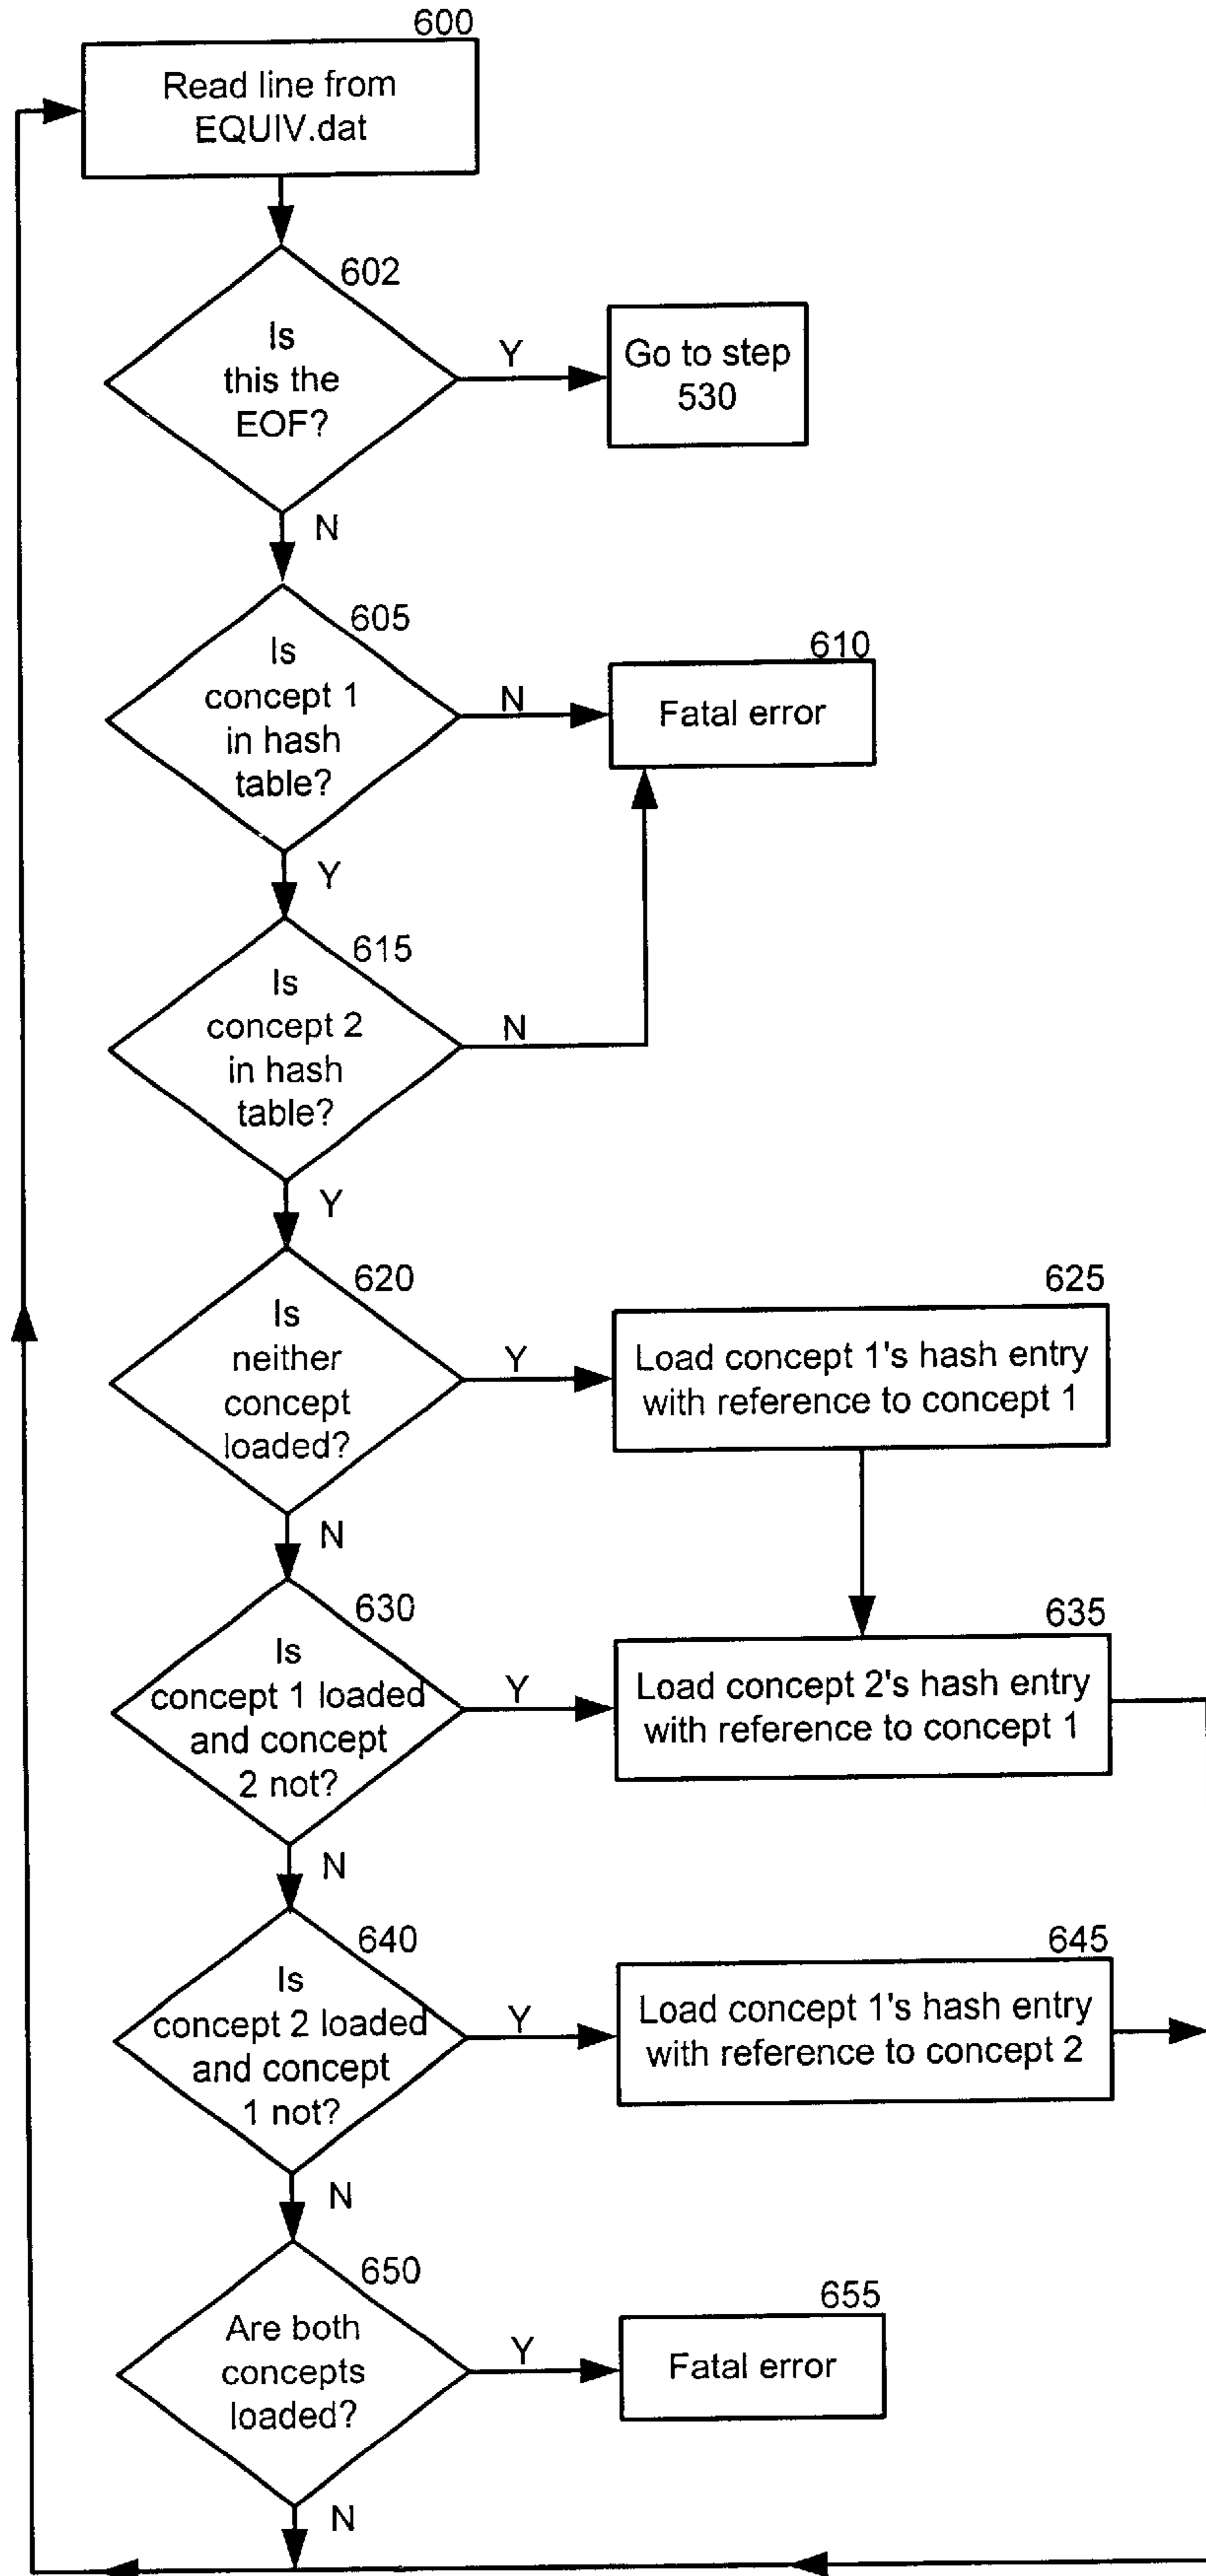 600
Read line from
EQUIV.dat
602
Is
this the
EOF?
Y
Go to step
530
N
605
Is
concept 1
in hash
table?
N
610
Fatal error
Y
615
Is
concept 2
in hash
table?
N
Y
620
Is
neither
concept
loaded?
Y
625
Load concept 1's hash entry
with reference to concept 1
N
630
Is
concept 1 loaded
and concept
2 not?
Y
635
Load concept 2's hash entry
with reference to concept 1
N
640
Is
concept 2 loaded
and concept
1 not?
Y
645
Load concept 1's hash entry
with reference to concept 2
N
650
Are both
concepts
loaded?
Y
655
Fatal error
N